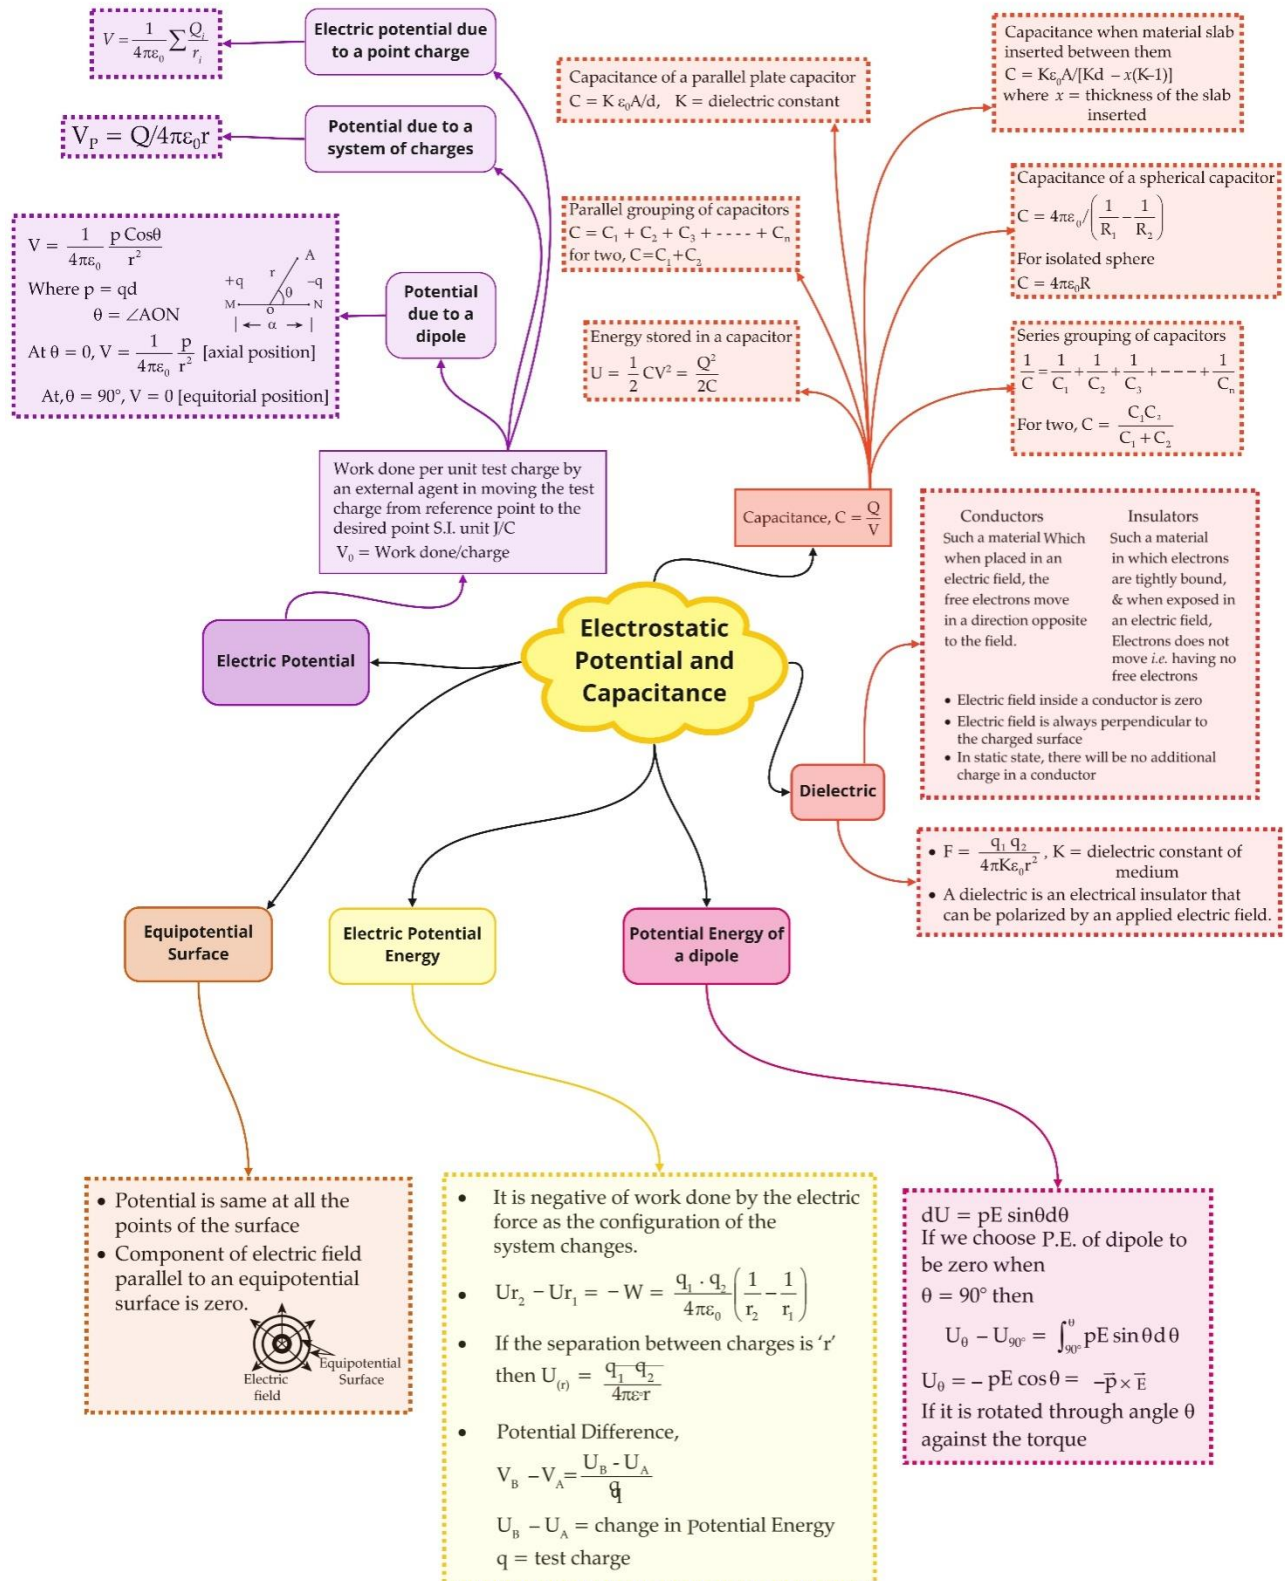 Electrostatic
Potential and
Capacitance
Electric Potential
Work done per unit test charge by
an external agent in moving the test
charge from reference point to the
desired point S.I. unit J/C
V₀ = Work done/charge
Electric potential due
to a point charge
V = 1/4πε₀ ∑ Qᵢ/rᵢ
Potential due to a
system of charges
V_P = Q/4πε₀r
Potential
due to a
dipole
V = 1/4πε₀ p Cosθ/r²
Where p = qd
θ = ∠AON
At θ = 0, V = 1/4πε₀ p/r² [axial position]
At, θ = 90°, V = 0 [equitorial position]
A
+q r −q
θ
M O N
α
Capacitance, C = Q/V
Capacitance of a parallel plate capacitor
C = K ε₀A/d, K = dielectric constant
Parallel grouping of capacitors
C = C₁ + C₂ + C₃ + - - - - + Cₙ
for two, C=C₁+C₂
Energy stored in a capacitor
U = 1/2 CV² = Q²/2C
Capacitance when material slab
inserted between them
C = Kε₀A/[Kd − x(K-1)]
where x = thickness of the slab
inserted
Capacitance of a spherical capacitor
C = 4πε₀/(1/R₁ − 1/R₂)
For isolated sphere
C = 4πε₀R
Series grouping of capacitors
1/C = 1/C₁ + 1/C₂ + 1/C₃ + - - - - + 1/Cₙ
For two, C = C₁C₂/C₁ + C₂
Dielectric
Conductors
Such a material Which
when placed in an
electric field, the
free electrons move
in a direction opposite
to the field.
Insulators
Such a material
in which electrons
are tightly bound,
& when exposed in
an electric field,
Electrons does not
move i.e. having no
free electrons
• Electric field inside a conductor is zero
• Electric field is always perpendicular to
the charged surface
• In static state, there will be no additional
charge in a conductor
• F = q₁ q₂/4πKε₀r², K = dielectric constant of
medium
• A dielectric is an electrical insulator that
can be polarized by an applied electric field.
Equipotential
Surface
• Potential is same at all the
points of the surface
• Component of electric field
parallel to an equipotential
surface is zero.
Equipotential
Surface
Electric
field
Electric Potential
Energy
• It is negative of work done by the electric
force as the configuration of the
system changes.
• Ur₂ − Ur₁ = − W = q₁ . q₂/4πε₀ (1/r₂ − 1/r₁)
• If the separation between charges is 'r'
then U₍ᵣ₎ = q₁ q₂/4πε₀r
• Potential Difference,
V_B − V_A = U_B - U_A/q
U_B − U_A = change in Potential Energy
q = test charge
Potential Energy of
a dipole
dU = pE sinθdθ
If we choose P.E. of dipole to
be zero when
θ = 90° then
U_θ − U₉₀° = ∫₉₀°^θ pE sin θd θ
U_θ = − pE cos θ = −p⃗ × E⃗
If it is rotated through angle θ
against the torque